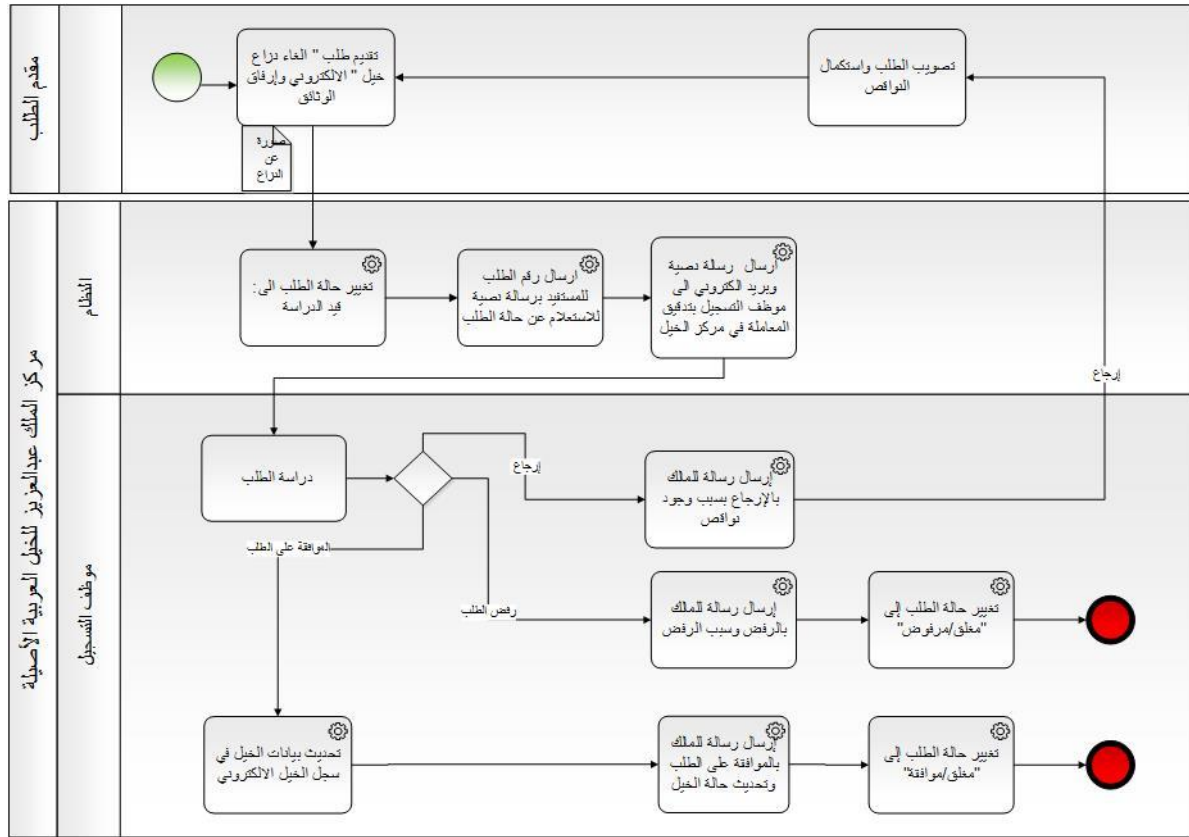 مقدم الطلب
تقديم طلب " الغاء نزاع
خيل " الالكتروني وإرفاق
الوثائق
صورة
عن
النزاع
تصويب الطلب واستكمال
النواقص
مركز الملك عبدالعزيز للخيل العربية الأصيلة
النظام
تغيير حالة الطلب الى:
قيد الدراسة
ارسال رقم الطلب
للمستفيد برسالة نصية
للاستعلام عن حالة الطلب
ارسال رسالة نصية
وبريد الكتروني الى
موظف التسجيل بتدقيق
المعاملة في مركز الخيل
إرجاع
موظف التسجيل
دراسة الطلب
إرجاع
إرسال رسالة للمالك
بالإرجاع بسبب وجود
نواقص
الموافقة على الطلب
رفض الطلب
إرسال رسالة للمالك
بالرفض وسبب الرفض
تغيير حالة الطلب إلى
"مغلق/مرفوض"
تحديث بيانات الخيل في
سجل الخيل الالكتروني
إرسال رسالة للمالك
بالموافقة على الطلب
وتحديث حالة الخيل
تغيير حالة الطلب إلى
"مغلق/موافقة"